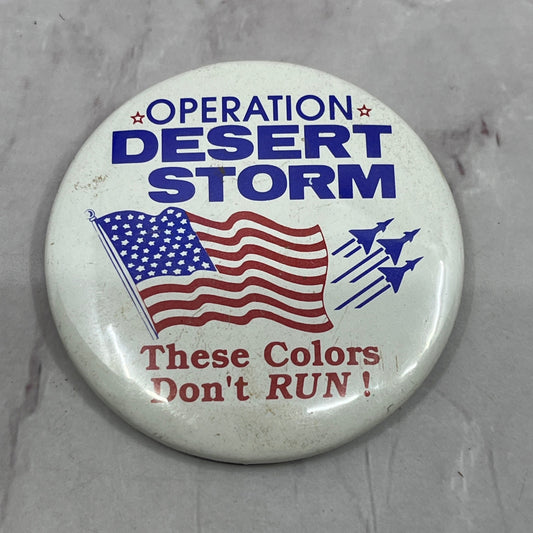 OPERATION
DESERT
STORM
These Colors
Don't RUN!